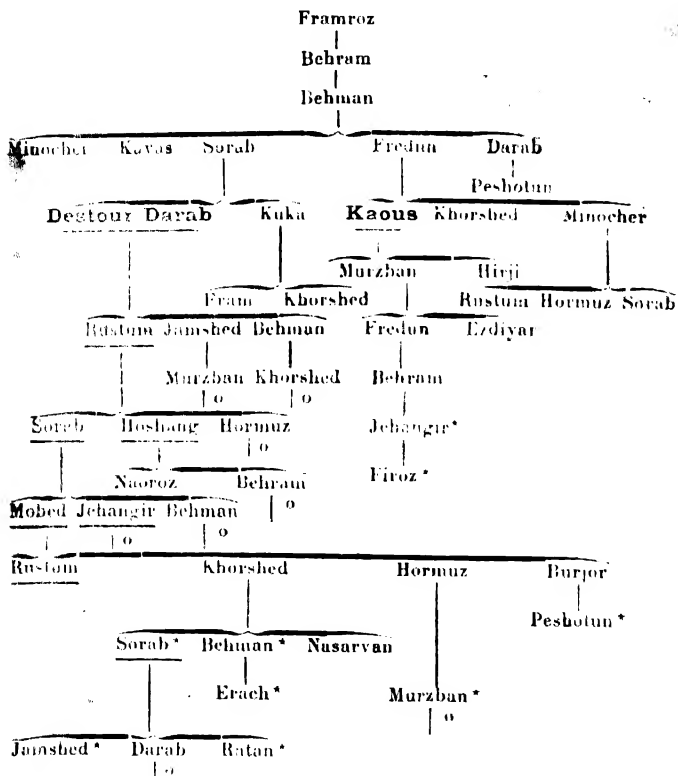 Framroz
Behram
Behman
Minocher Kavas Sorab Fredun Darab
Peshotun
Destour Darab Kuka Kaous Khorshed Minocher
Murzban Hirji
Fram Khorshed Rustum Hormuz Sorab
Rustum Jamshed Behman Fredun Ezdiyar
Murzban Khorshed Behram
o o
Sorab Hoshang Hormuz Jehangir*
o
Naoroz Behram Firoz*
o
Mobed Jehangir Behman
o o
Rustom Khorshed Hormuz Burjor
Peshotun*
Sorab* Behman* Nusarvan
Erach* Murzban*
o
Jamshed* Darab Ratan*
o